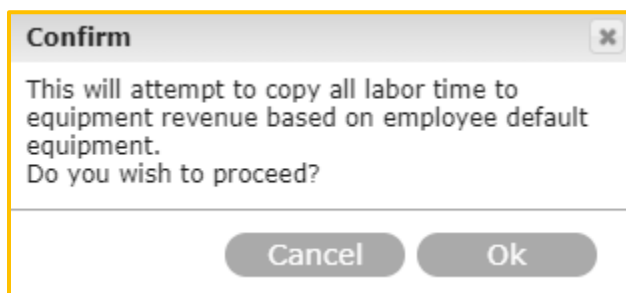 Confirm
This will attempt to copy all labor time to
equipment revenue based on employee default
equipment.
Do you wish to proceed?
Cancel Ok